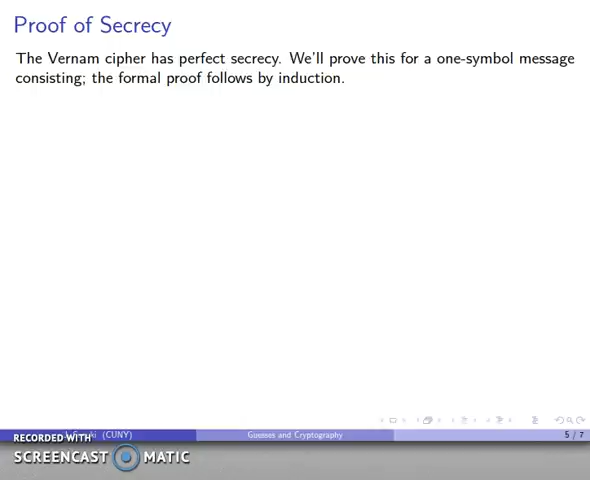 Proof of Secrecy
The Vernam cipher has perfect secrecy. We'll prove this for a one-symbol message
consisting; the formal proof follows by induction.
(CUNY) Guesses and Cryptography 5 / 7
RECORDED WITH
SCREENCAST MATIC